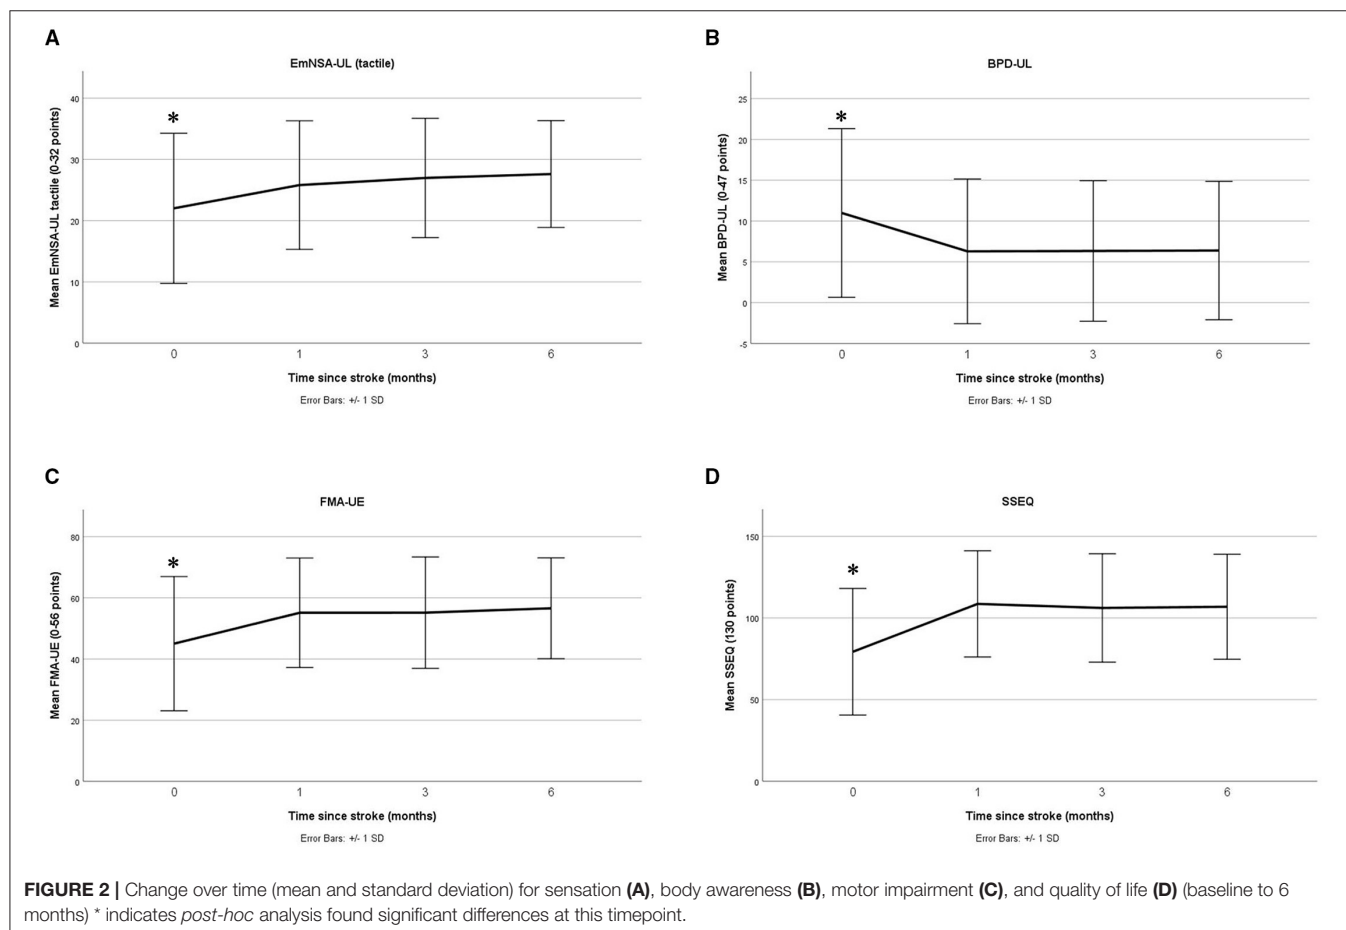 A
EmNSA-UL (tactile)
Mean EmNSA-UL tactile (0-32 points)
40
30
20
10
0
0 1 3 6
Time since stroke (months)
Error Bars: +/- 1 SD
*
B
BPD-UL
Mean BPD-UL (0-47 points)
25
20
15
10
5
0
-5
0 1 3 6
Time since stroke (months)
Error Bars: +/- 1 SD
*
C
FMA-UE
Mean FMA-UE (0-56 points)
80
60
40
20
0
0 1 3 6
Time since stroke (months)
Error Bars: +/- 1 SD
*
D
SSEQ
Mean SSEQ (130 points)
150
100
50
0
0 1 3 6
Time since stroke (months)
Error Bars: +/- 1 SD
*
FIGURE 2 | Change over time (mean and standard deviation) for sensation (A), body awareness (B), motor impairment (C), and quality of life (D) (baseline to 6
months) * indicates post-hoc analysis found significant differences at this timepoint.